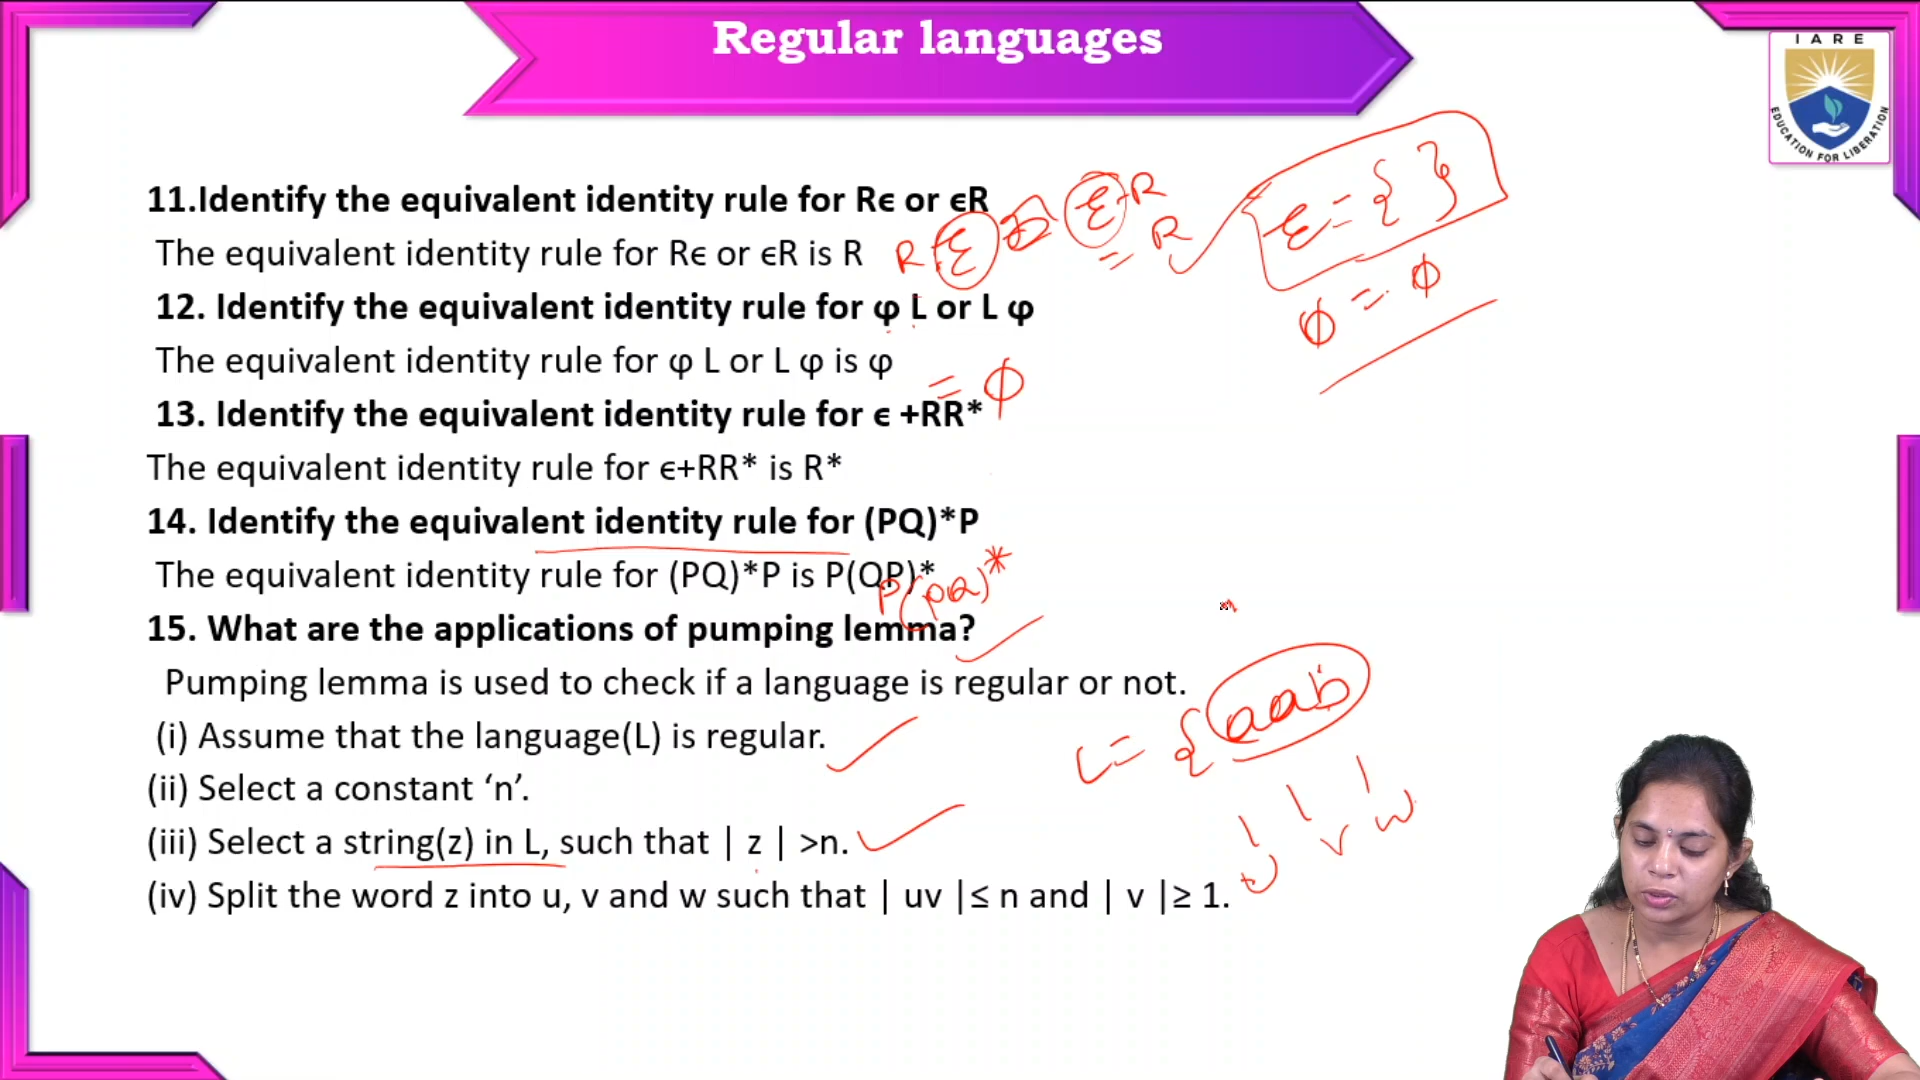 Regular languages
I A R E
EDUCATION FOR LIBERATION
11.Identify the equivalent identity rule for Rϵ or ϵR
The equivalent identity rule for Rϵ or ϵR is R
R ε ε R
= R
ε = { }
ϕ = ϕ
12. Identify the equivalent identity rule for φ L or L φ
The equivalent identity rule for φ L or L φ is φ
= ϕ
13. Identify the equivalent identity rule for ϵ +RR*
The equivalent identity rule for ϵ+RR* is R*
14. Identify the equivalent identity rule for (PQ)*P
The equivalent identity rule for (PQ)*P is P(QP)*
P(PQ)*
15. What are the applications of pumping lemma?
Pumping lemma is used to check if a language is regular or not.
L = { aab
(i) Assume that the language(L) is regular.
(ii) Select a constant ‘n’.
(iii) Select a string(z) in L, such that | z | >n.
U V W
(iv) Split the word z into u, v and w such that | uv |≤ n and | v |≥ 1.